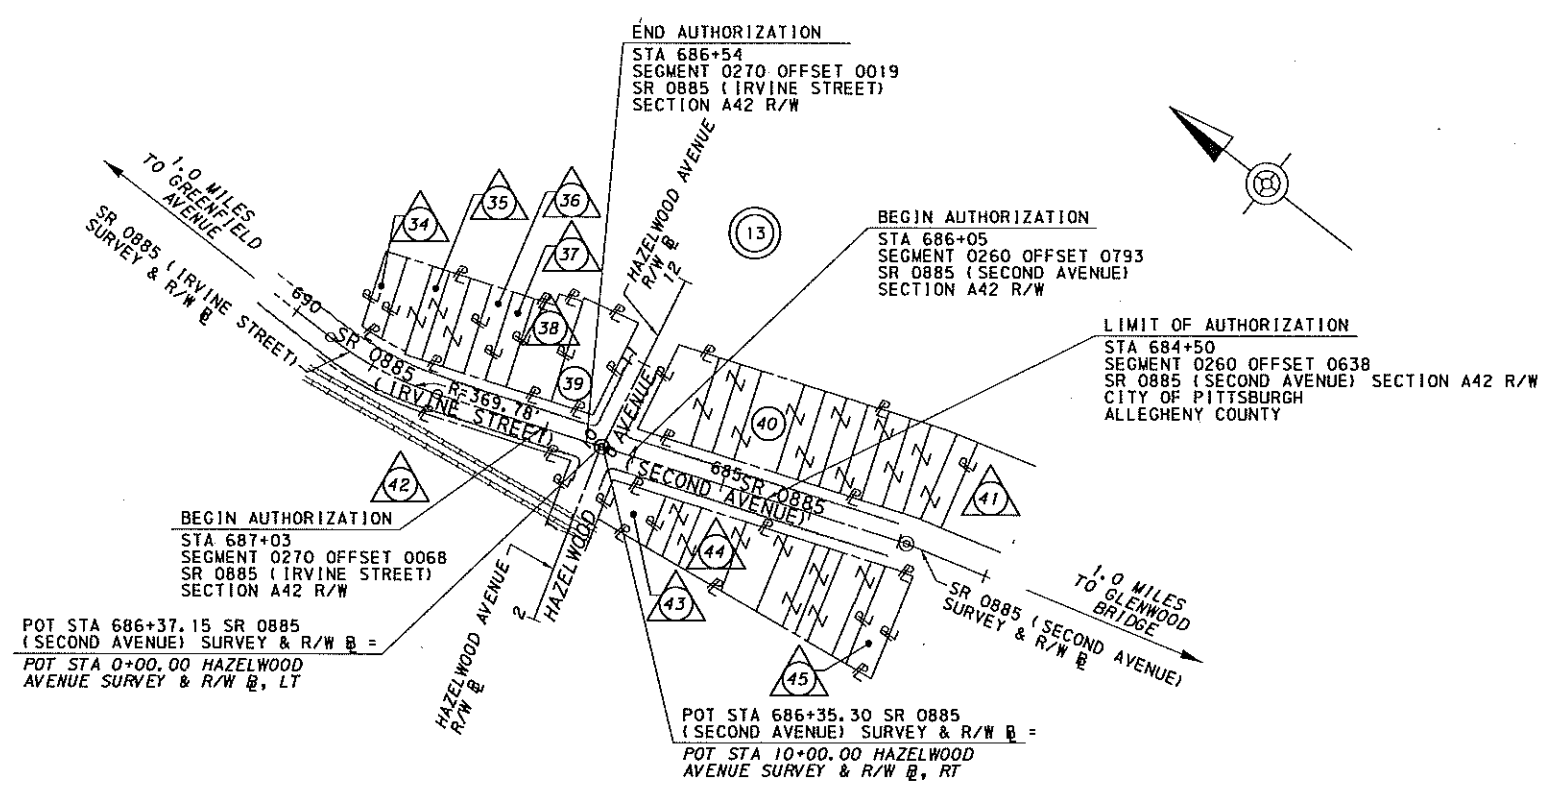 END AUTHORIZATION
STA 686+54
SEGMENT 0270 OFFSET 0019
SR 0885 (IRVINE STREET)
SECTION A42 R/W
1.0 MILES
TO GREENFIELD
AVENUE
SR 0885 (IRVINE STREET)
SURVEY & R/W ⅊
34
35
36
37
38
39
HAZELWOOD AVENUE
R/W ⅊
12
13
BEGIN AUTHORIZATION
STA 686+05
SEGMENT 0260 OFFSET 0793
SR 0885 (SECOND AVENUE)
SECTION A42 R/W
LIMIT OF AUTHORIZATION
STA 684+50
SEGMENT 0260 OFFSET 0638
SR 0885 (SECOND AVENUE) SECTION A42 R/W
CITY OF PITTSBURGH
ALLEGHENY COUNTY
690
SR 0885
(IRVINE STREET)
R=369.78'
HAZELWOOD AVENUE
40
685
SR 0885
(SECOND AVENUE)
41
42
43
44
45
BEGIN AUTHORIZATION
STA 687+03
SEGMENT 0270 OFFSET 0068
SR 0885 (IRVINE STREET)
SECTION A42 R/W
POT STA 686+37.15 SR 0885
(SECOND AVENUE) SURVEY & R/W ⅊ =
POT STA 0+00.00 HAZELWOOD
AVENUE SURVEY & R/W ⅊, LT
HAZELWOOD AVENUE
R/W ⅊
2
1.0 MILES
TO GLENWOOD
BRIDGE
SR 0885 (SECOND AVENUE)
SURVEY & R/W ⅊
POT STA 686+35.30 SR 0885
(SECOND AVENUE) SURVEY & R/W ⅊ =
POT STA 10+00.00 HAZELWOOD
AVENUE SURVEY & R/W ⅊, RT